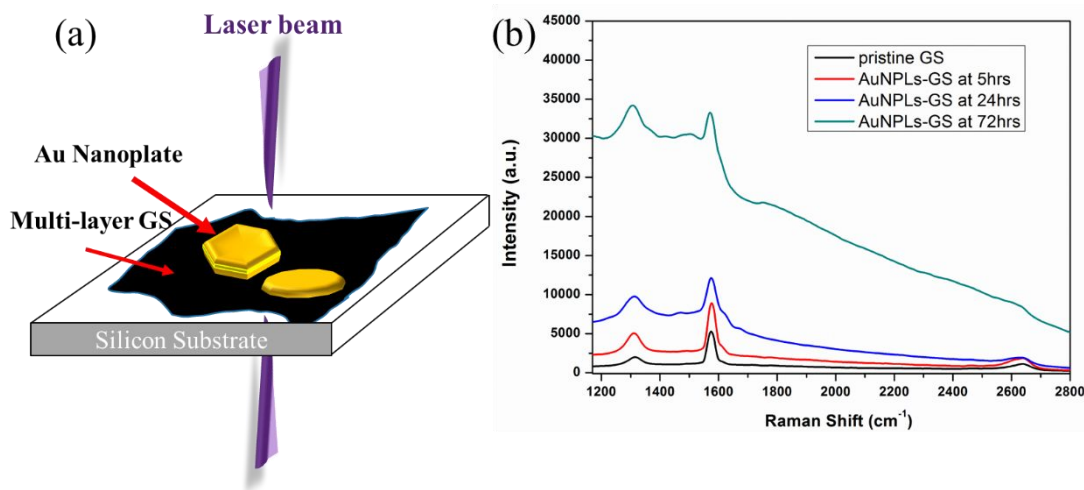 (a)
Laser beam
Au Nanoplate
Multi-layer GS
Silicon Substrate
(b)
45000
40000
35000
30000
25000
20000
15000
10000
5000
0
Intensity (a.u.)
pristine GS
AuNPLs-GS at 5hrs
AuNPLs-GS at 24hrs
AuNPLs-GS at 72hrs
1200 1400 1600 1800 2000 2200 2400 2600 2800
Raman Shift (cm⁻¹)